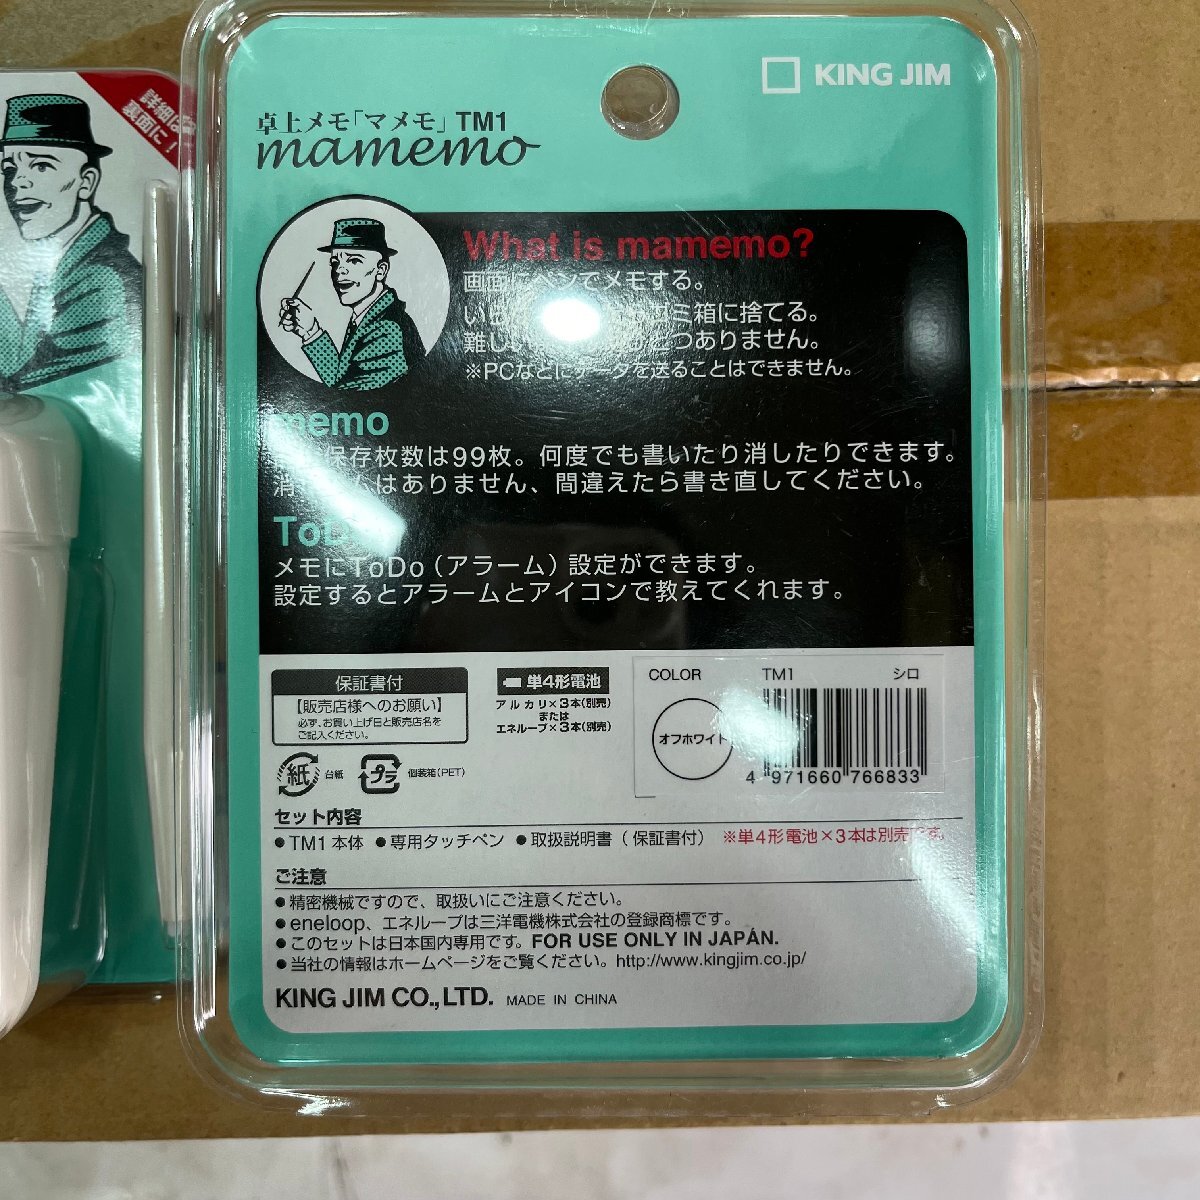 KING JIM
卓上メモ「マメモ」TM1
mamemo
What is mamemo?
画面にペンでメモする。
ゴミ箱に捨てる。
つありません。
※PCなどにデータを送ることはできません。
memo
保存枚数は99枚。何度でも書いたり消したりできます。
はありません、間違えたら書き直してください。
ToDo
メモにToDo（アラーム）設定ができます。
設定するとアラームとアイコンで教えてくれます。
保証書付
【販売店様へのお願い】
必ず、お買い上げ日と販売店名を
ご記入ください。
単4形電池
アルカリ×3本(別売)
または
エネループ×3本(別売)
COLOR TM1 シロ
オフホワイト
4 971660 766833
紙 台紙 プラ 個装箱(PET)
セット内容
●TM1本体 ●専用タッチペン ●取扱説明書（保証書付） ※単4形電池×3本は別売です。
ご注意
●精密機械ですので、取扱いにご注意ください。
●eneloop、エネループは三洋電機株式会社の登録商標です。
●このセットは日本国内専用です。FOR USE ONLY IN JAPAN.
●当社の情報はホームページをご覧ください。http://www.kingjim.co.jp/
KING JIM CO.,LTD. MADE IN CHINA